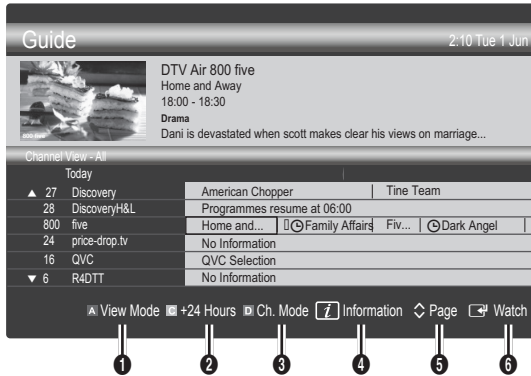 Guide 2:10 Tue 1 Jun
DTV Air 800 five
Home and Away
18:00 - 18:30
Drama
Dani is devastated when scott makes clear his views on marriage...
Channel View - All
Today
▲ 27 Discovery American Chopper Tine Team
28 DiscoveryH&L Programmes resume at 06:00
800 five Home and... Family Affairs Fiv... Dark Angel
24 price-drop.tv No Information
16 QVC QVC Selection
▼ 6 R4DTT No Information
A View Mode C +24 Hours D Ch. Mode i Information Page Watch
1 2 3 4 5 6